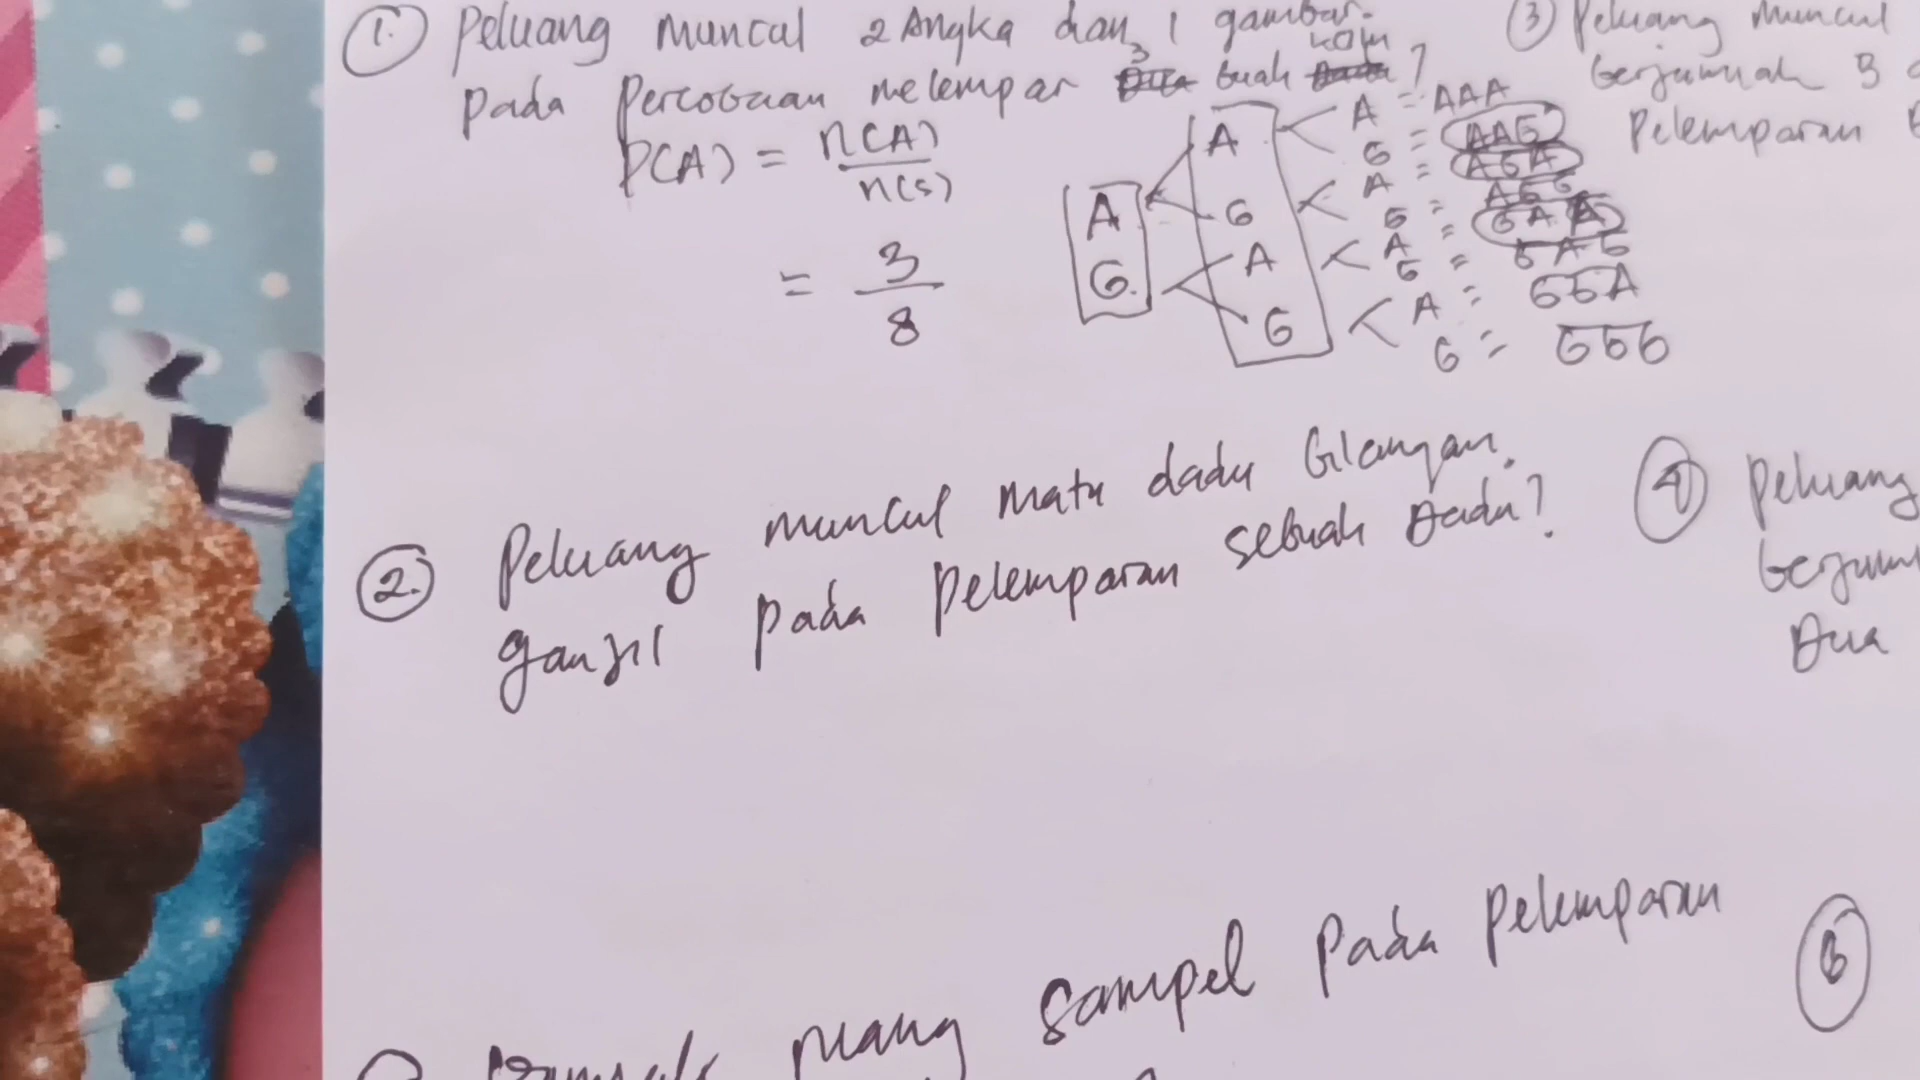 1. Peluang muncul 2 Angka dan 1 gambar.
pada percobaan melempar 3 buah koin?
P(A) = n(A)
n(s)
= 3
8
A
G
A
G
A
G
A = AAA
G = AAG
A = AGA
G = AGG
A = GAA
G = GAG
A = GGA
G = GGG
2. Peluang muncul mata dadu bilangan.
ganjil pada pelemparan sebuah dadu?
ruang sampel pada pelemparan
3 Peluang muncul
berjumlah 3
Pelemparan
4 Peluang
Dua
6